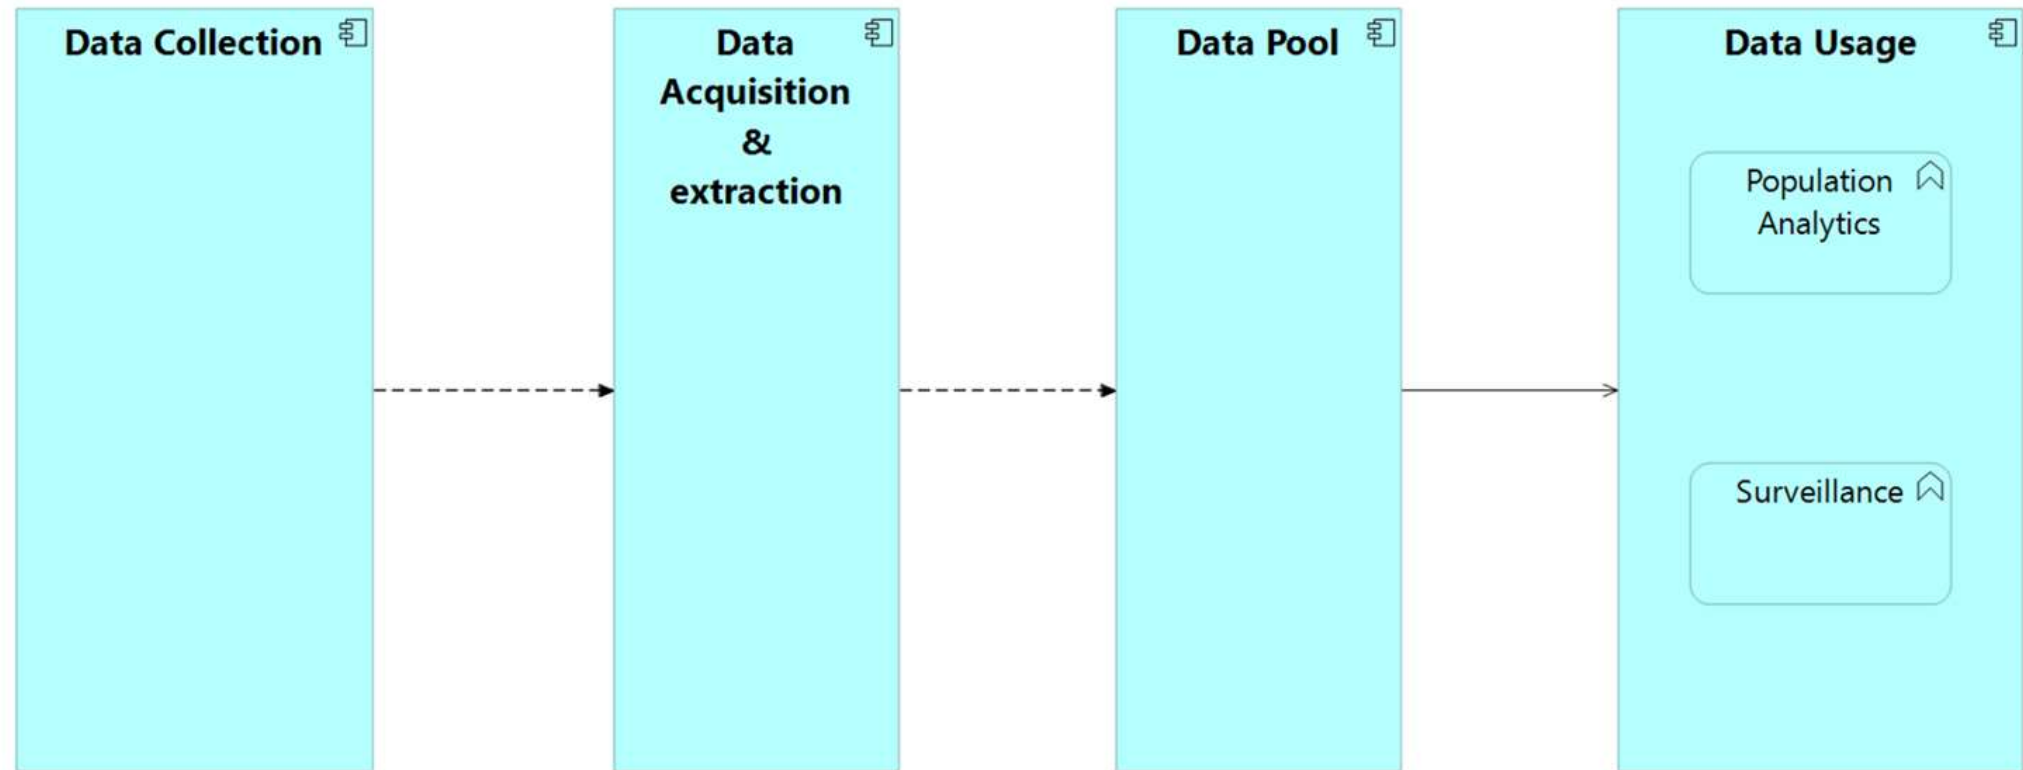 Data Collection
Data
Acquisition
&
extraction
Data Pool
Data Usage
Population
Analytics
Surveillance